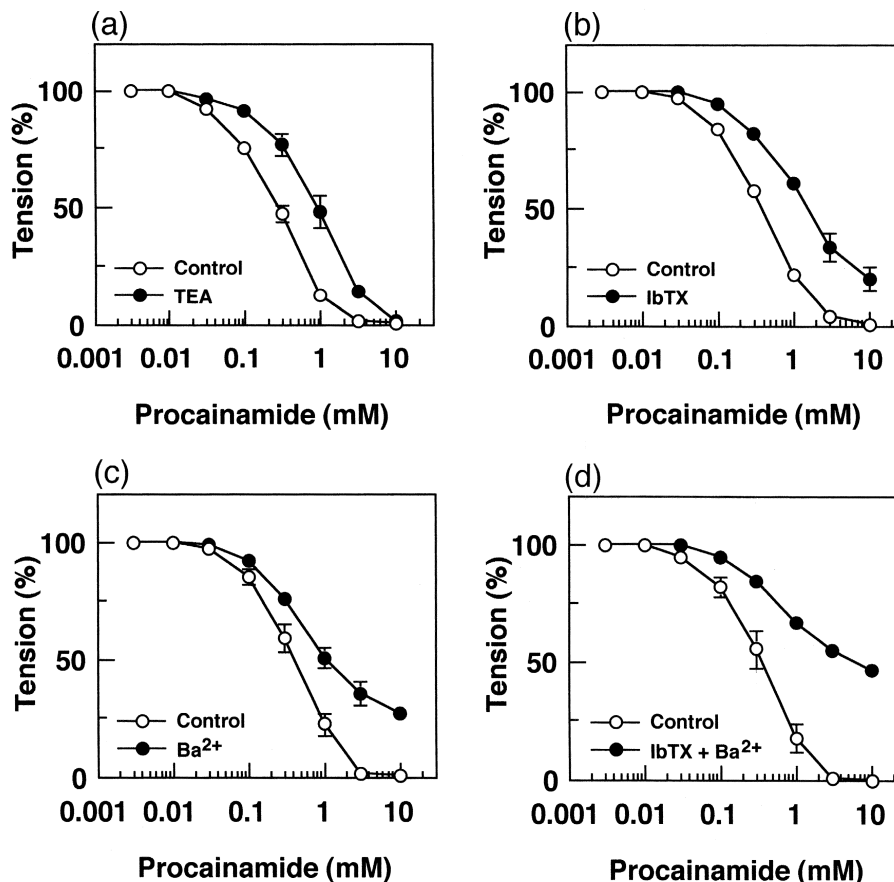 (a)
Tension (%)
100
50
0
Control
TEA
0.001 0.01 0.1 1 10
Procainamide (mM)
(b)
Tension (%)
100
50
0
Control
IbTX
0.001 0.01 0.1 1 10
Procainamide (mM)
(c)
Tension (%)
100
50
0
Control
Ba²⁺
0.001 0.01 0.1 1 10
Procainamide (mM)
(d)
Tension (%)
100
50
0
Control
IbTX + Ba²⁺
0.001 0.01 0.1 1 10
Procainamide (mM)